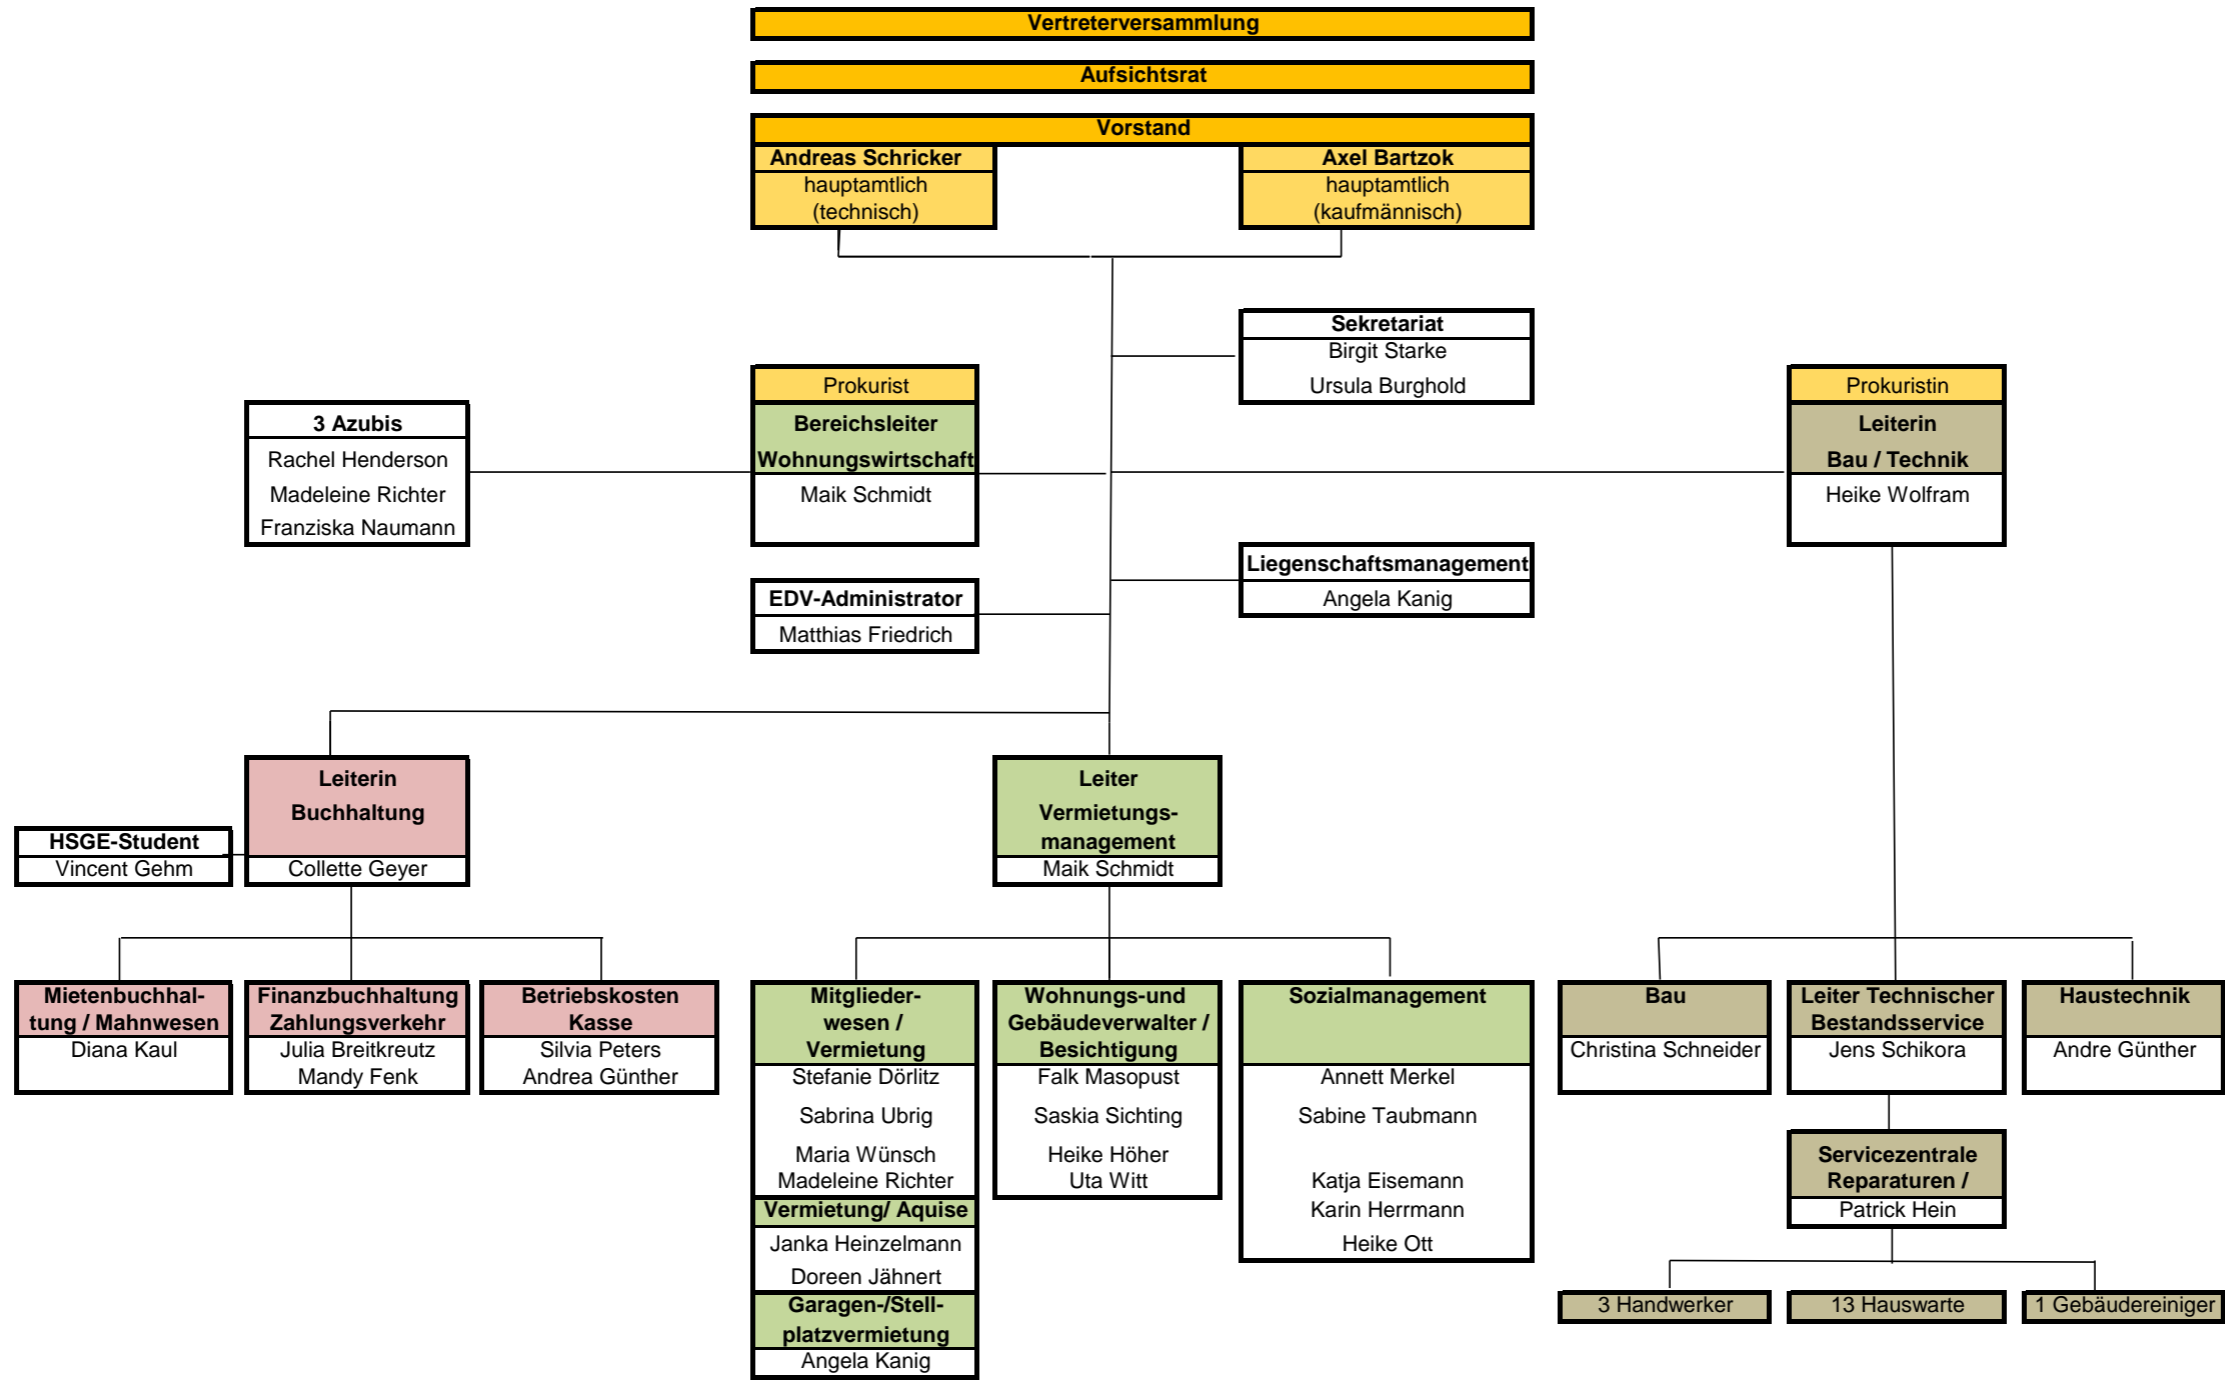 Vertreterversammlung
Aufsichtsrat
Vorstand
Andreas Schricker
hauptamtlich
(technisch)
Axel Bartzok
hauptamtlich
(kaufmännisch)
Sekretariat
Birgit Starke
Ursula Burghold
3 Azubis
Rachel Henderson
Madeleine Richter
Franziska Naumann
Prokurist
Bereichsleiter
Wohnungswirtschaft
Maik Schmidt
Prokuristin
Leiterin
Bau / Technik
Heike Wolfram
EDV-Administrator
Matthias Friedrich
Liegenschaftsmanagement
Angela Kanig
HSGE-Student
Vincent Gehm
Leiterin
Buchhaltung
Collette Geyer
Leiter
Vermietungs-
management
Maik Schmidt
Mietenbuchhal-
tung / Mahnwesen
Diana Kaul
Finanzbuchhaltung
Zahlungsverkehr
Julia Breitkreutz
Mandy Fenk
Betriebskosten
Kasse
Silvia Peters
Andrea Günther
Mitglieder-
wesen /
Vermietung
Stefanie Dörlitz
Sabrina Ubrig
Maria Wünsch
Madeleine Richter
Vermietung/ Aquise
Janka Heinzelmann
Doreen Jähnert
Garagen-/Stell-
platzvermietung
Angela Kanig
Wohnungs-und
Gebäudeverwalter /
Besichtigung
Falk Masopust
Saskia Sichting
Heike Höher
Uta Witt
Sozialmanagement
Annett Merkel
Sabine Taubmann
Katja Eisemann
Karin Herrmann
Heike Ott
Bau
Christina Schneider
Leiter Technischer
Bestandsservice
Jens Schikora
Haustechnik
Andre Günther
Servicezentrale
Reparaturen /
Patrick Hein
3 Handwerker
13 Hauswarte
1 Gebäudereiniger